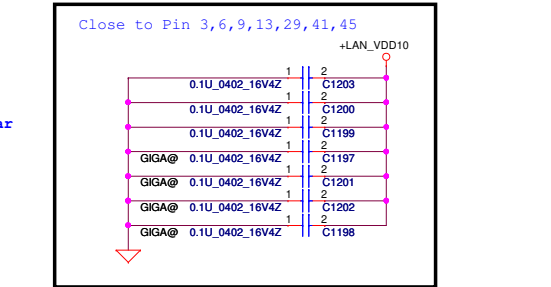 Close to Pin 3,6,9,13,29,41,45
+LAN_VDD10
1 2
0.1U_0402_16V4Z C1203
1 2
0.1U_0402_16V4Z C1200
ar
1 2
0.1U_0402_16V4Z C1199
1 2
GIGA@ 0.1U_0402_16V4Z C1197
1 2
GIGA@ 0.1U_0402_16V4Z C1201
1 2
GIGA@ 0.1U_0402_16V4Z C1202
1 2
GIGA@ 0.1U_0402_16V4Z C1198